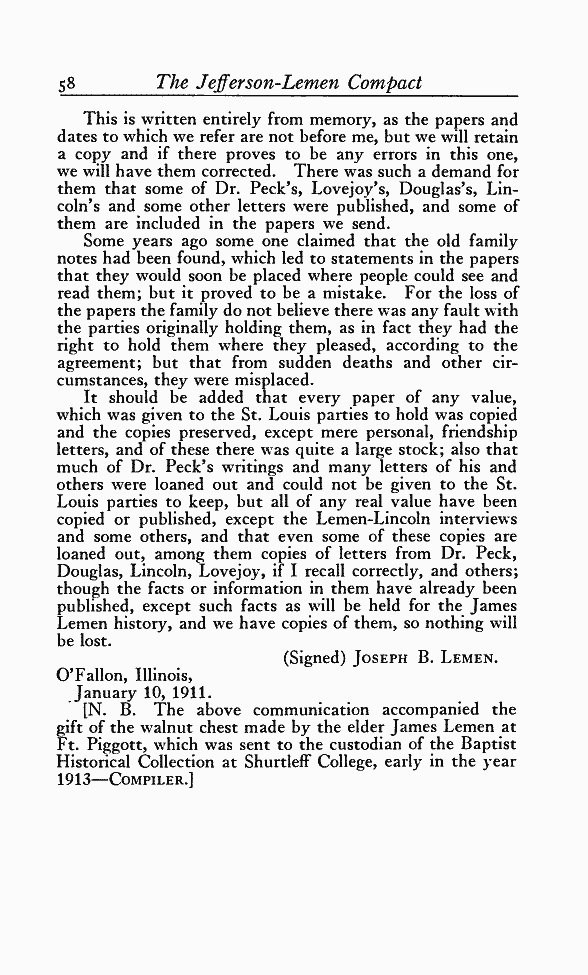 58 The Jefferson-Lemen Compact
This is written entirely from memory, as the papers and
dates to which we refer are not before me, but we will retain
a copy and if there proves to be any errors in this one,
we will have them corrected. There was such a demand for
them that some of Dr. Peck's, Lovejoy's, Douglas's, Lin-
coln's and some other letters were published, and some of
them are included in the papers we send.
Some years ago some one claimed that the old family
notes had been found, which led to statements in the papers
that they would soon be placed where people could see and
read them; but it proved to be a mistake. For the loss of
the papers the family do not believe there was any fault with
the parties originally holding them, as in fact they had the
right to hold them where they pleased, according to the
agreement; but that from sudden deaths and other cir-
cumstances, they were misplaced.
It should be added that every paper of any value,
which was given to the St. Louis parties to hold was copied
and the copies preserved, except mere personal, friendship
letters, and of these there was quite a large stock; also that
much of Dr. Peck's writings and many letters of his and
others were loaned out and could not be given to the St.
Louis parties to keep, but all of any real value have been
copied or published, except the Lemen-Lincoln interviews
and some others, and that even some of these copies are
loaned out, among them copies of letters from Dr. Peck,
Douglas, Lincoln, Lovejoy, if I recall correctly, and others;
though the facts or information in them have already been
published, except such facts as will be held for the James
Lemen history, and we have copies of them, so nothing will
be lost.
(Signed) JOSEPH B. LEMEN.
O'Fallon, Illinois,
January 10, 1911.
[N. B. The above communication accompanied the
gift of the walnut chest made by the elder James Lemen at
Ft. Piggott, which was sent to the custodian of the Baptist
Historical Collection at Shurtleff College, early in the year
1913—COMPILER.]